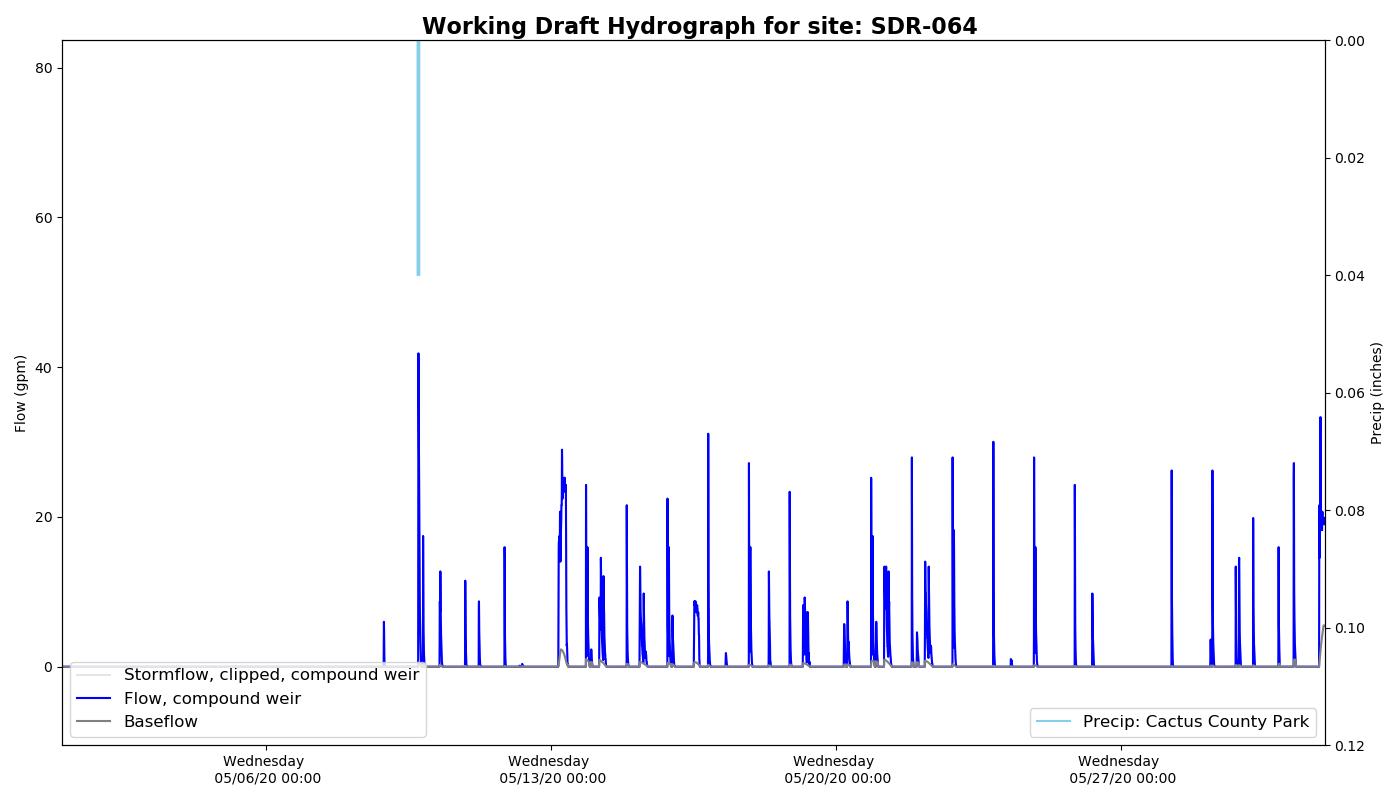 Working Draft Hydrograph for site: SDR-064
80
60
40
20
0
Flow (gpm)
0.00
0.02
0.04
0.06
0.08
0.10
0.12
Precip (inches)
Stormflow, clipped, compound weir
Flow, compound weir
Baseflow
Precip: Cactus County Park
Wednesday
05/06/20 00:00
Wednesday
05/13/20 00:00
Wednesday
05/20/20 00:00
Wednesday
05/27/20 00:00